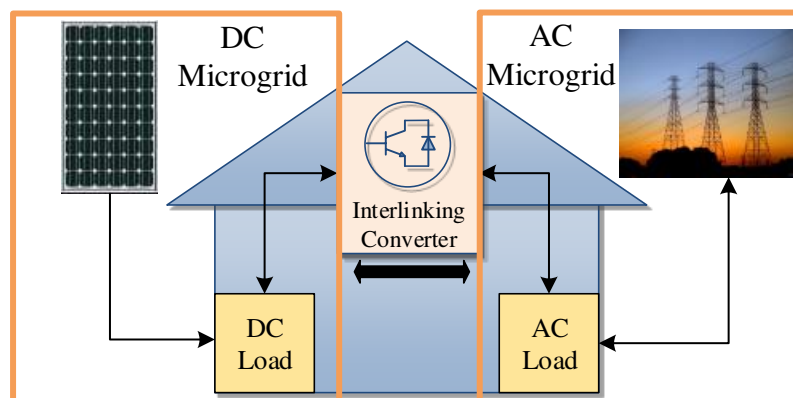 DC
Microgrid
AC
Microgrid
Interlinking
Converter
DC
Load
AC
Load